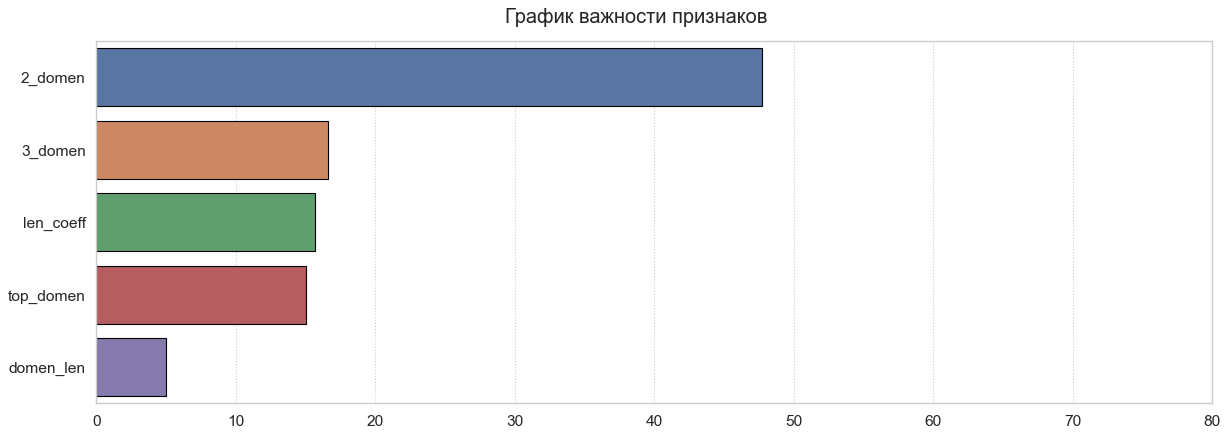 График важности признаков
2_domen
3_domen
len_coeff
top_domen
domen_len
0 10 20 30 40 50 60 70 80